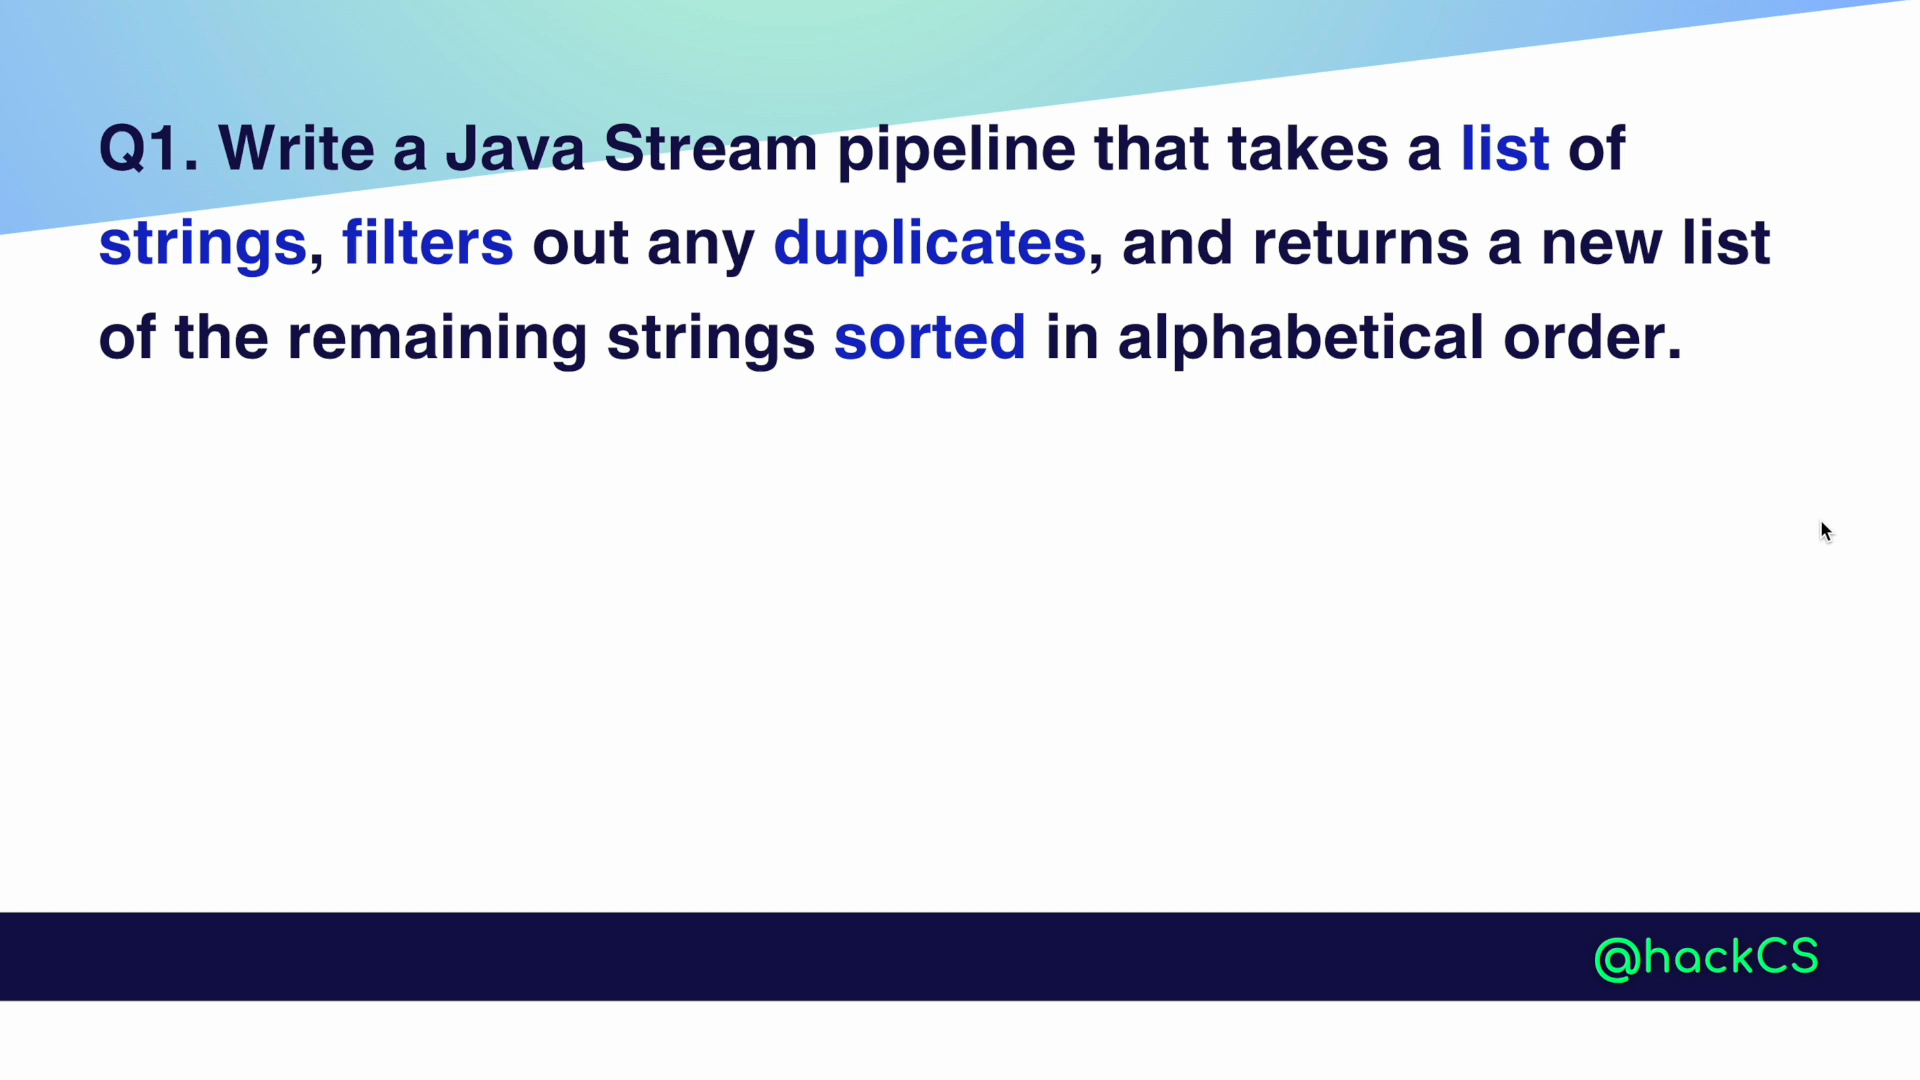 Q1. Write a Java Stream pipeline that takes a list of
strings, filters out any duplicates, and returns a new list
of the remaining strings sorted in alphabetical order.
@hackCS